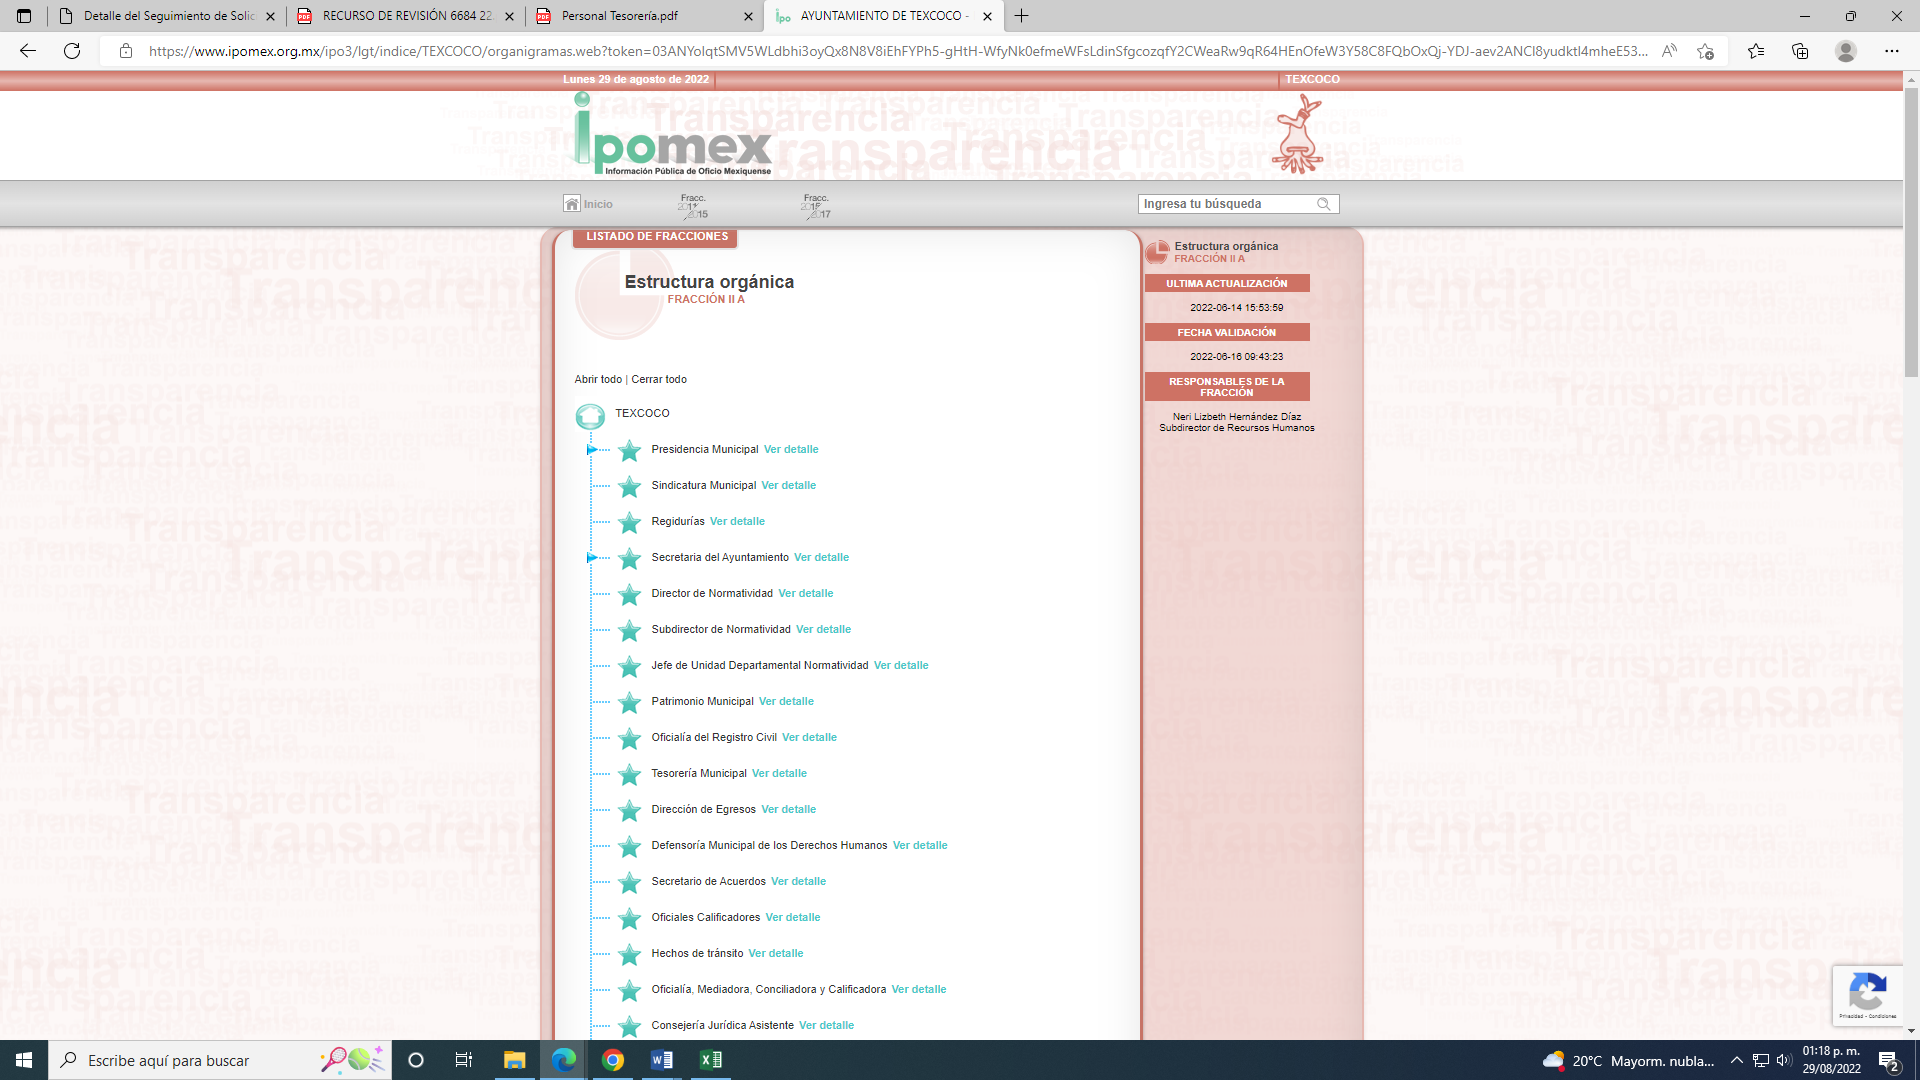 Detalle del Seguimiento de Solic
RECURSO DE REVISIÓN 6684 22.
Personal Tesorería.pdf
AYUNTAMIENTO DE TEXCOCO -
https://www.ipomex.org.mx/ipo3/lgt/indice/TEXCOCO/organigramas.web?token=03ANYolqtSMV5WLdbhi3oyQx8N8V8iEhFYPh5-gHtH-WfyNk0efmeWFsLdinSfgcozqfY2CWeaRw9qR64HEnOfeW3Y58C8FQbOxQj-YDJ-aev2ANCl8yudktl4mheE53...
Lunes 29 de agosto de 2022
TEXCOCO
ipomex
Información Pública de Oficio Mexiquense
Transparencia
Inicio
Fracc.
2015
Fracc.
2017
Ingresa tu búsqueda
LISTADO DE FRACCIONES
Estructura orgánica
FRACCIÓN II A
Abrir todo | Cerrar todo
TEXCOCO
Presidencia Municipal Ver detalle
Sindicatura Municipal Ver detalle
Regidurías Ver detalle
Secretaria del Ayuntamiento Ver detalle
Director de Normatividad Ver detalle
Subdirector de Normatividad Ver detalle
Jefe de Unidad Departamental Normatividad Ver detalle
Patrimonio Municipal Ver detalle
Oficialía del Registro Civil Ver detalle
Tesorería Municipal Ver detalle
Dirección de Egresos Ver detalle
Defensoría Municipal de los Derechos Humanos Ver detalle
Secretario de Acuerdos Ver detalle
Oficiales Calificadores Ver detalle
Hechos de tránsito Ver detalle
Oficialía, Mediadora, Conciliadora y Calificadora Ver detalle
Consejería Jurídica Asistente Ver detalle
Estructura orgánica
FRACCIÓN II A
ULTIMA ACTUALIZACIÓN
2022-06-14 15:53:59
FECHA VALIDACIÓN
2022-06-16 09:43:23
RESPONSABLES DE LA
FRACCIÓN
Neri Lizbeth Hernández Díaz
Subdirector de Recursos Humanos
Privacidad - Condiciones
Escribe aquí para buscar
20°C Mayorm. nubla...
01:18 p. m.
29/08/2022
2